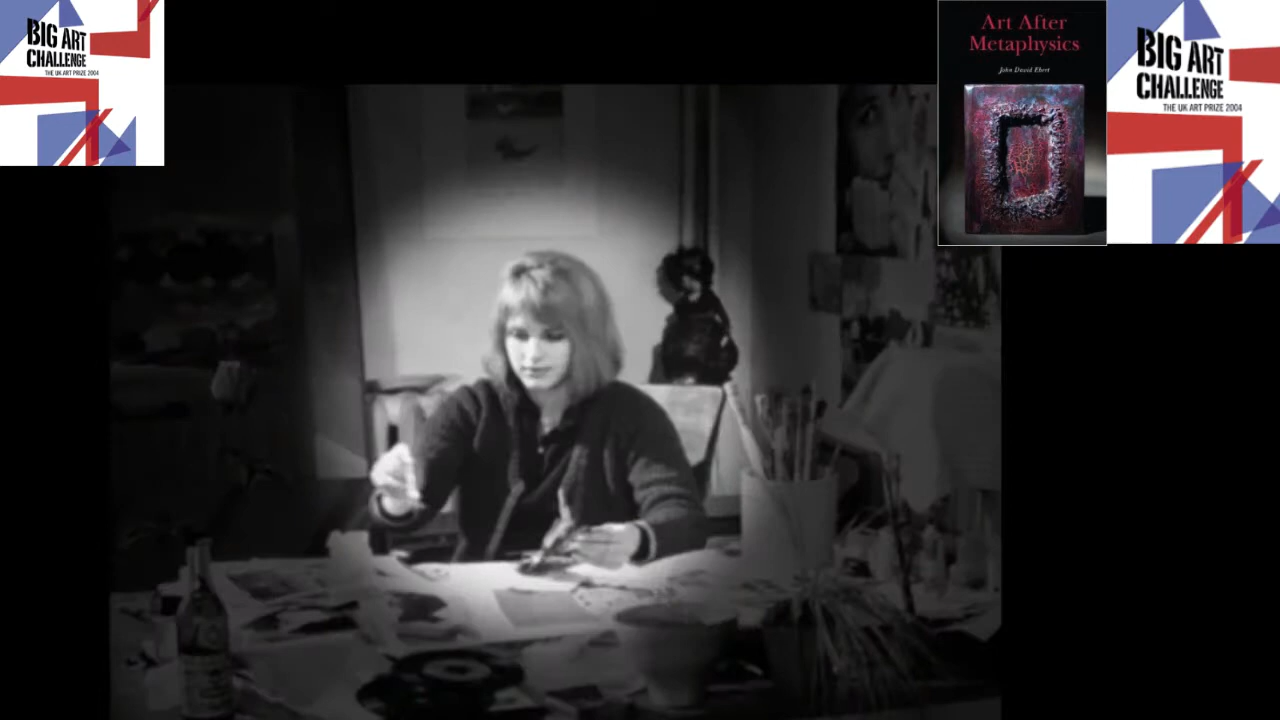 BIG ART
CHALLENGE
THE UK ART PRIZE 2004
Art After
Metaphysics
John David Ebert
BIG ART
CHALLENGE
THE UK ART PRIZE 2004